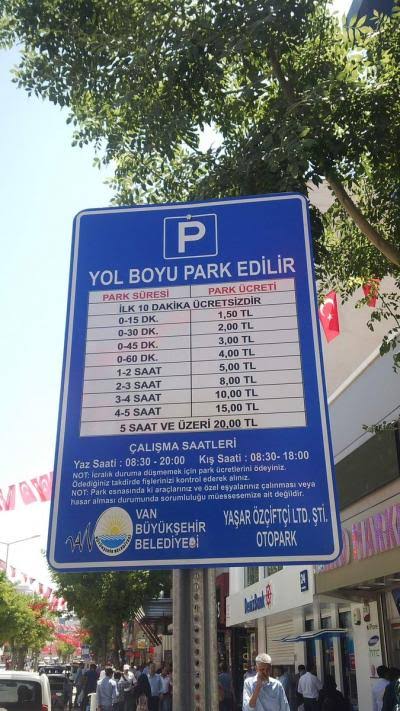 P
YOL BOYU PARK EDİLİR
PARK SÜRESİ PARK ÜCRETİ
İLK 10 DAKİKA ÜCRETSİZDİR
0-15 DK. 1,50 TL
0-30 DK. 2,00 TL
0-45 DK. 3,00 TL
0-60 DK. 4,00 TL
1-2 SAAT 5,00 TL
2-3 SAAT 8,00 TL
3-4 SAAT 10,00 TL
4-5 SAAT 15,00 TL
5 SAAT VE ÜZERİ 20,00 TL
ÇALIŞMA SAATLERİ
Yaz Saati : 08:30 - 20:00 Kış Saati : 08:30- 18:00
NOT: İcralık duruma düşmemek için park ücretlerini ödeyiniz.
Ödediğiniz takdirde fişlerinizi kontrol ederek alınız.
NOT: Park esnasında ki araçlarınız ve özel eşyalarınız çalınması veya
hasar alması durumunda sorumluluğu müessesemize ait değildir.
VAN
BÜYÜKŞEHİR
BELEDİYESİ
YAŞAR ÖZÇİFTÇİ LTD. ŞTİ.
OTOPARK
VAN
DenizBank
24
MARK
HTC